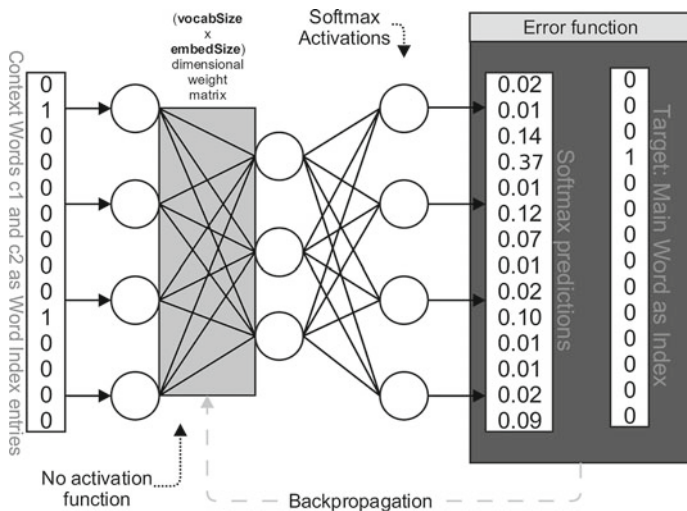 (vocabSize
x
embedSize)
dimensional
weight
matrix
Softmax
Activations
Error function
Context Words c1 and c2 as Word Index entries
0
1
0
0
0
0
0
0
0
1
0
0
0
0
0.02
0.01
0.14
0.37
0.01
0.12
0.07
0.01
0.02
0.10
0.01
0.01
0.02
0.09
Softmax predictions
0
0
0
1
0
0
0
0
0
0
0
0
0
0
Target: Main Word as Index
No activation
function
Backpropagation